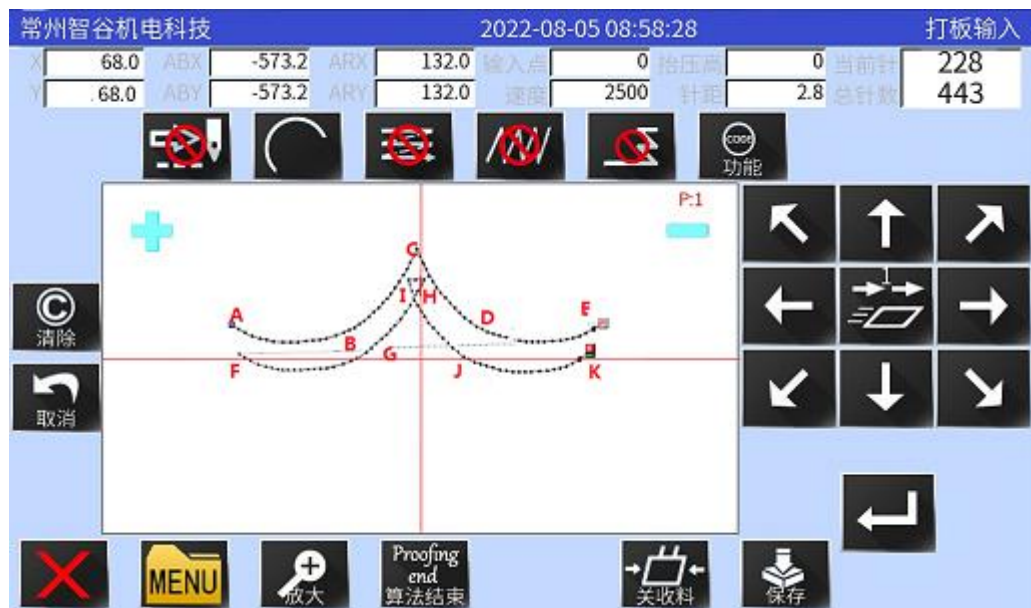 常州智谷机电科技 2022-08-05 08:58:28 打板输入
X 68.0 ABX -573.2 ARX 132.0 输入点 0 抬压高 0 当前针 228
Y 68.0 ABY -573.2 ARY 132.0 速度 2500 针距 2.8 总针数 443
CODE
功能
P:1
C
I H
A D E
B G
F J K
清除
取消
MENU
放大
Proofing
end
算法结束
关收料
保存